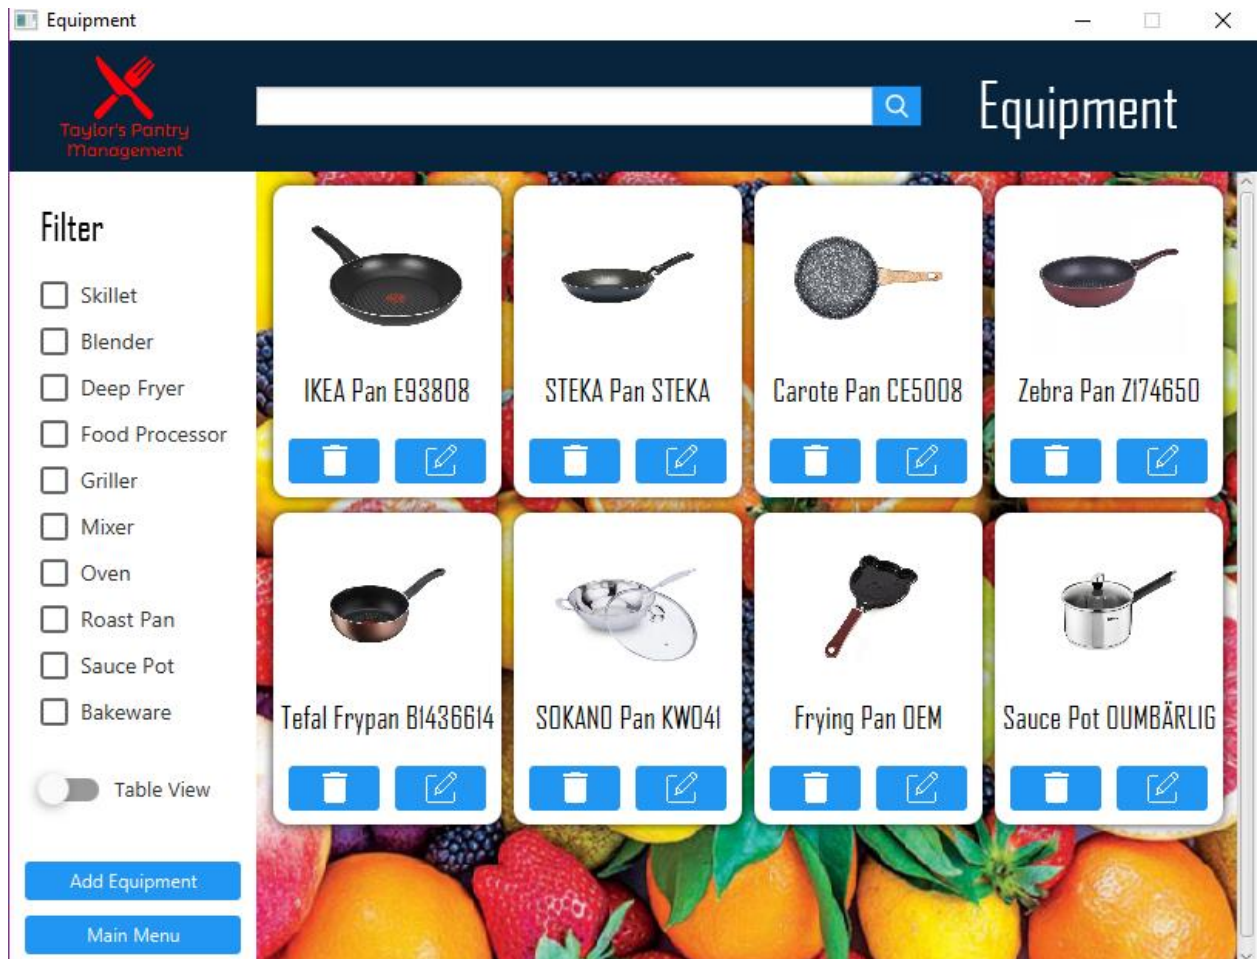 Equipment
Taylor's Pantry
Management
Equipment
Filter
Skillet
Blender
Deep Fryer
Food Processor
Griller
Mixer
Oven
Roast Pan
Sauce Pot
Bakeware
Table View
Add Equipment
Main Menu
IKEA Pan E93808
STEKA Pan STEKA
Carote Pan CE5008
Zebra Pan Z174650
Tefal Frypan B1436614
SOKANO Pan KW041
Frying Pan OEM
Sauce Pot OUMBÄRLIG